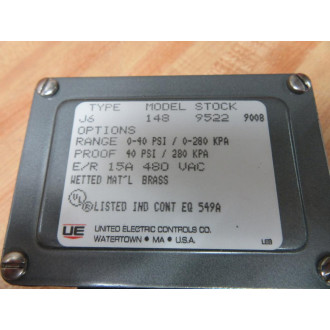 TYPE MODEL STOCK
J6 148 9522 9008
OPTIONS
RANGE 0-40 PSI / 0-280 KPA
PROOF 40 PSI / 280 KPA
E/R 15A 480 VAC
WETTED MAT'L BRASS
UL ® LISTED IND CONT EQ 549A
UE UNITED ELECTRIC CONTROLS CO.
WATERTOWN • MA • U.S.A.